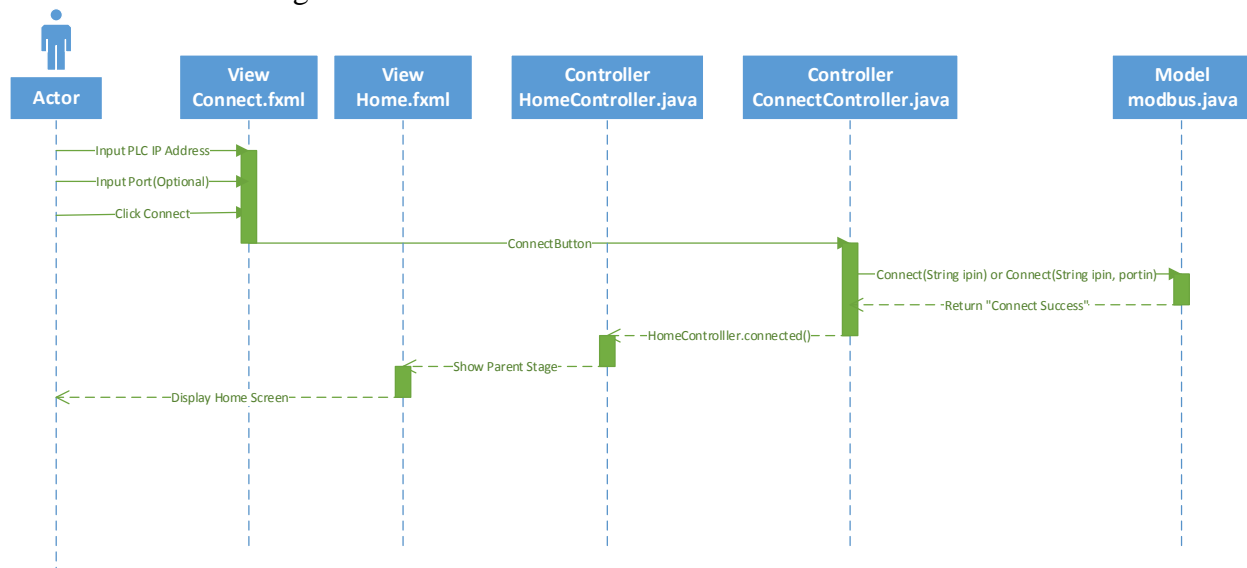 Actor
View
Connect.fxml
View
Home.fxml
Controller
HomeController.java
Controller
ConnectController.java
Model
modbus.java
Input PLC IP Address
Input Port(Optional)
Click Connect
ConnectButton
Connect(String ipin) or Connect(String ipin, portin)
Return "Connect Success"
HomeControlller.connected()
Show Parent Stage
Display Home Screen